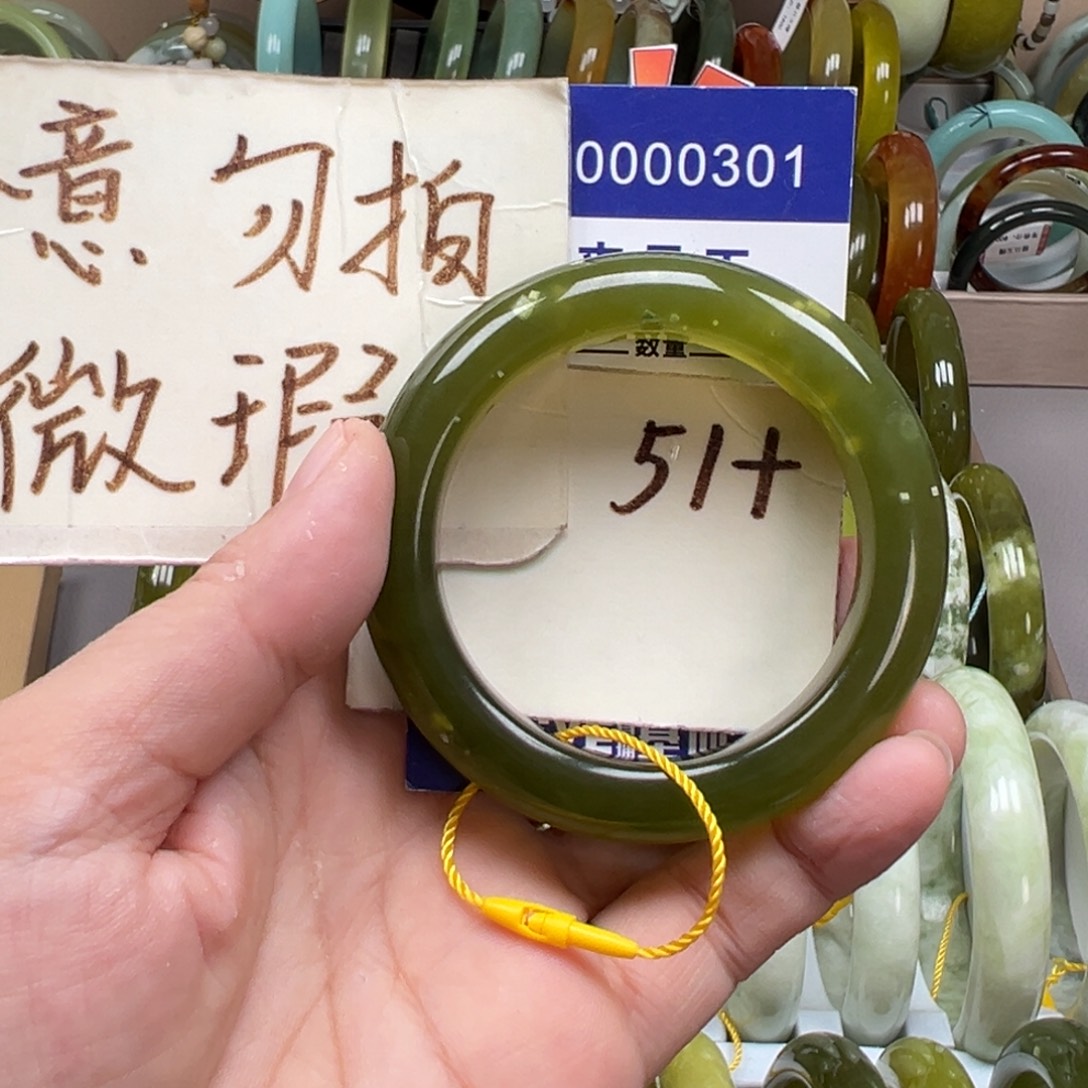 意 勿拍
微瑕
0000301
数量
51+